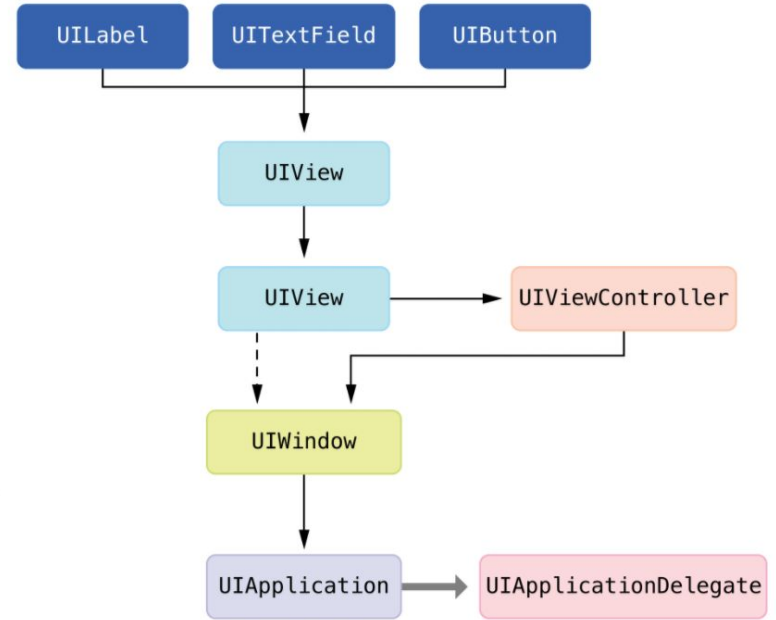 UILabel
UITextField
UIButton
UIView
UIView
UIViewController
UIWindow
UIApplication
UIApplicationDelegate